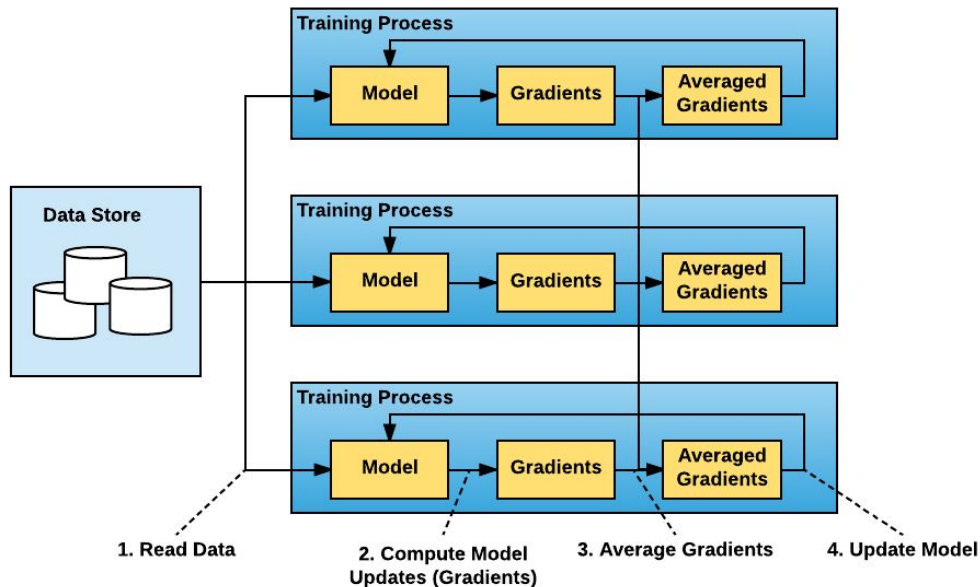 Training Process
Model
Gradients
Averaged
Gradients
Data Store
Training Process
Model
Gradients
Averaged
Gradients
Training Process
Model
Gradients
Averaged
Gradients
1. Read Data
2. Compute Model
Updates (Gradients)
3. Average Gradients
4. Update Model